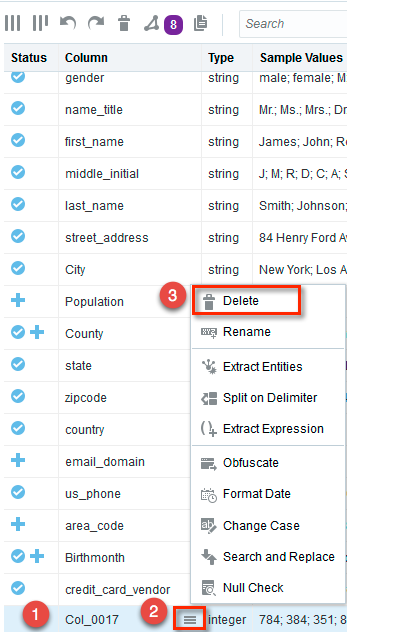 8
Search
Status Column Type Sample Values
gender string male; female; M
name_title string Mr.; Ms.; Mrs.; Dr
first_name string James; John; Ro
middle_initial string J; M; R; D; C; A; S
last_name string Smith; Johnson;
street_address string 84 Henry Ford Av
City string New York; Los A
Population
3 Delete
County
Rename
state
Extract Entities
zipcode
Split on Delimiter
country
Extract Expression
email_domain
Obfuscate
us_phone
Format Date
area_code
Change Case
Birthmonth
Search and Replace
credit_card_vendor
Null Check
1 Col_0017 2 integer 784; 384; 351; 8